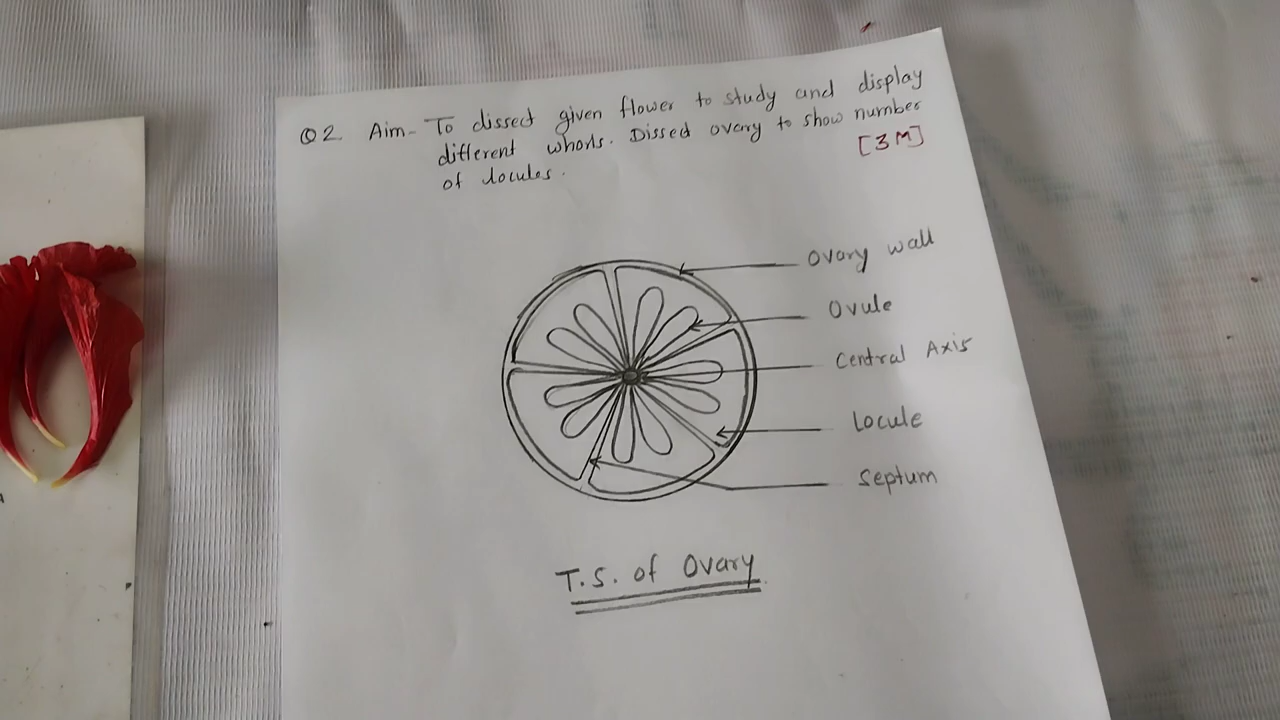 Q2. Aim- To dissect given flower to study and display
different whorls. Dissed ovary to show number
of locules.
[3M]
Ovary wall
Ovule
Central Axis
Locule
Septum
T.S. of Ovary